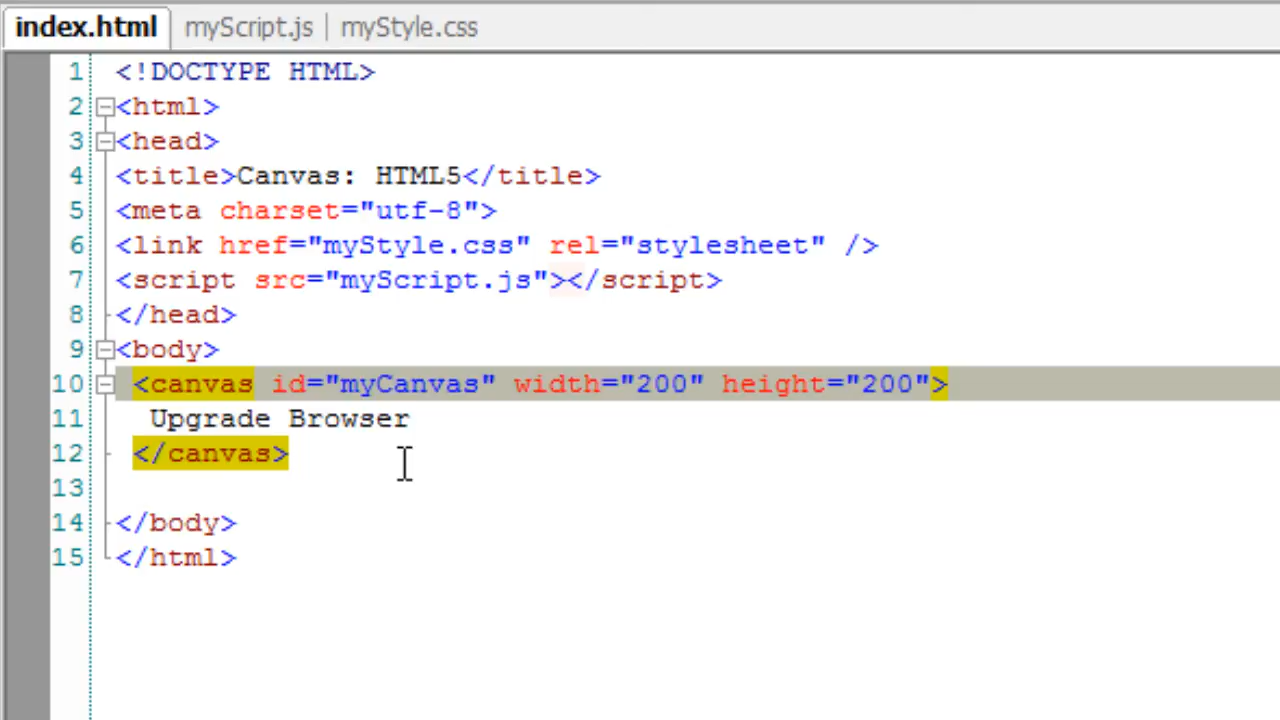 index.html myScript.js myStyle.css
1 <!DOCTYPE HTML>
2 <html>
3 <head>
4 <title>Canvas: HTML5</title>
5 <meta charset="utf-8">
6 <link href="myStyle.css" rel="stylesheet" />
7 <script src="myScript.js"></script>
8 </head>
9 <body>
10 <canvas id="myCanvas" width="200" height="200">
11 Upgrade Browser
12 </canvas>
13
14 </body>
15 </html>